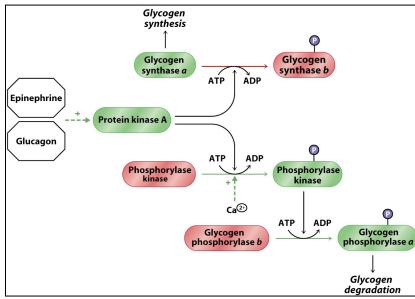 Glycogen
synthesis
P
Glycogen
synthase a
Glycogen
synthase b
ATP
ADP
Epinephrine
+
Protein kinase A
Glucagon
ATP
ADP
P
Phosphorylase
kinase
+
Phosphorylase
kinase
Ca2+
ATP
ADP
P
Glycogen
phosphorylase b
Glycogen
phosphorylase a
Glycogen
degradation